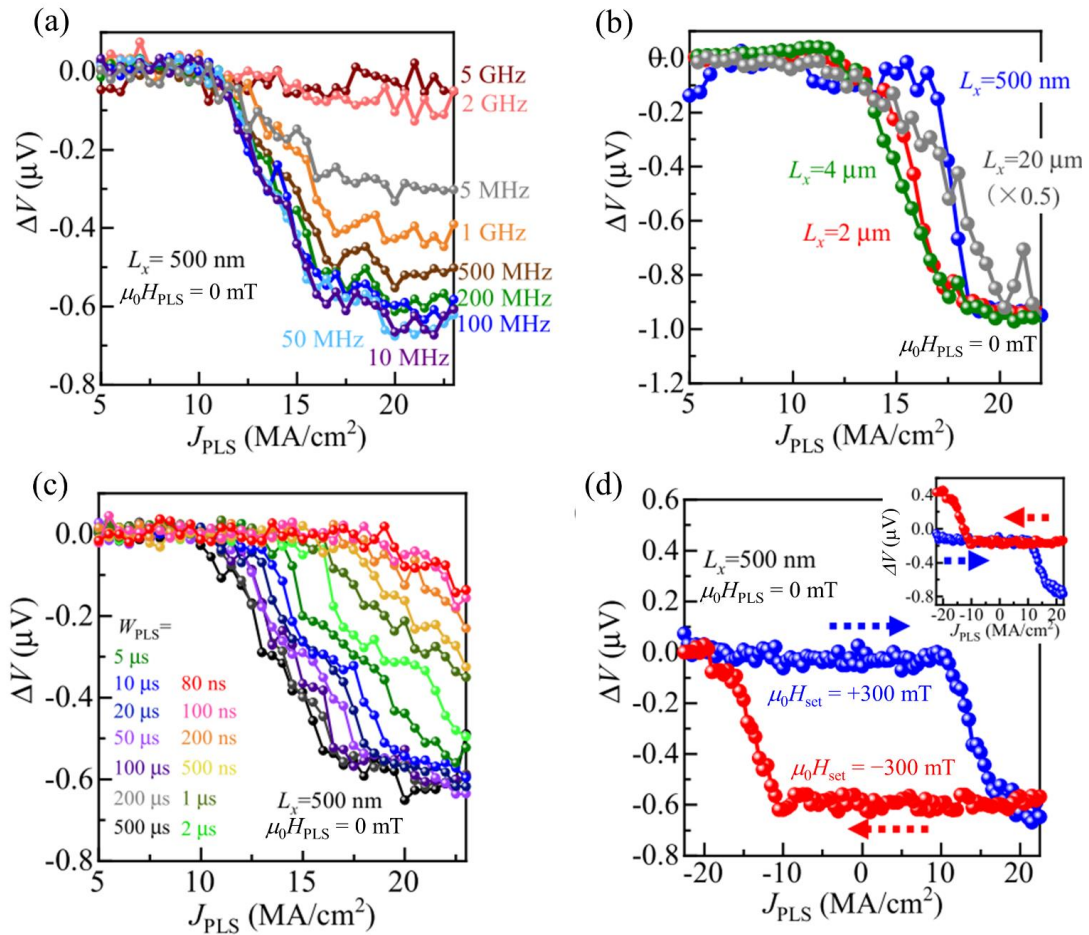 (a)
0.0
-0.2
-0.4
-0.6
-0.8
ΔV (μV)
5 GHz
2 GHz
5 MHz
1 GHz
500 MHz
200 MHz
100 MHz
50 MHz
10 MHz
Lx= 500 nm
μ0HPLS = 0 mT
5 10 15 20
JPLS (MA/cm2)
(b)
0.0
-0.2
-0.4
-0.6
-0.8
-1.0
-1.2
ΔV (μV)
Lx=500 nm
Lx=20 μm
(×0.5)
Lx=4 μm
Lx=2 μm
μ0HPLS = 0 mT
5 10 15 20
JPLS (MA/cm2)
(c)
0.0
-0.2
-0.4
-0.6
-0.8
ΔV (μV)
WPLS=
5 μs
10 μs 80 ns
20 μs 100 ns
50 μs 200 ns
100 μs 500 ns
200 μs 1 μs
500 μs 2 μs
Lx=500 nm
μ0HPLS = 0 mT
5 10 15 20
JPLS (MA/cm2)
(d)
0.6
0.4
0.2
0.0
-0.2
-0.4
-0.6
-0.8
ΔV (μV)
Lx=500 nm
μ0HPLS = 0 mT
μ0Hset = +300 mT
μ0Hset = −300 mT
-20 -10 0 10 20
JPLS (MA/cm2)
0.4
0.0
-0.4
-0.8
ΔV (μV)
-20 -10 0 10 20
JPLS (MA/cm2)